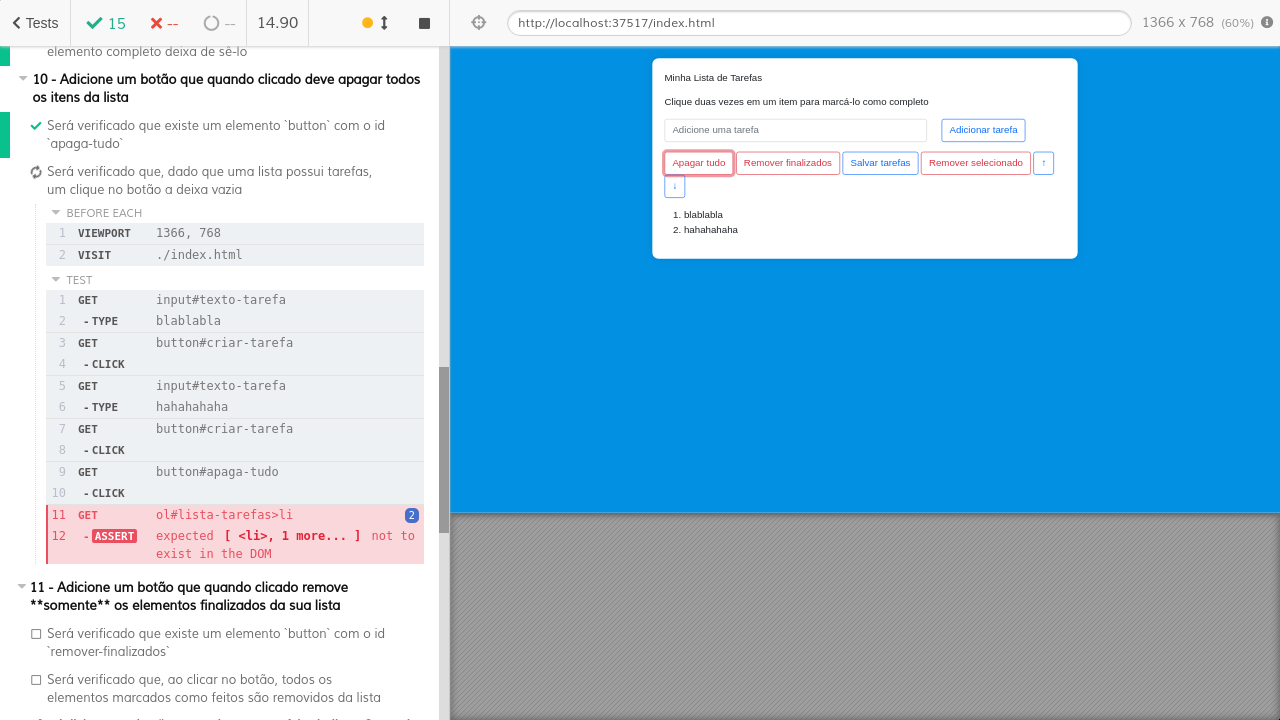 Tests 15 -- -- 14.90
elemento completo deixa de sê-lo
10 - Adicione um botão que quando clicado deve apagar todos
os itens da lista
Será verificado que existe um elemento `button` com o id
`apaga-tudo`
Será verificado que, dado que uma lista possui tarefas,
um clique no botão a deixa vazia
BEFORE EACH
1 VIEWPORT 1366, 768
2 VISIT ./index.html
TEST
1 GET input#texto-tarefa
2 -TYPE blablabla
3 GET button#criar-tarefa
4 -CLICK
5 GET input#texto-tarefa
6 -TYPE hahahahaha
7 GET button#criar-tarefa
8 -CLICK
9 GET button#apaga-tudo
10 -CLICK
11 GET ol#lista-tarefas>li 2
12 -ASSERT expected [ <li>, 1 more... ] not to
exist in the DOM
11 - Adicione um botão que quando clicado remove
**somente** os elementos finalizados da sua lista
Será verificado que existe um elemento `button` com o id
`remover-finalizados`
Será verificado que, ao clicar no botão, todos os
elementos marcados como feitos são removidos da lista
http://localhost:37517/index.html 1366 x 768 (60%)
Minha Lista de Tarefas
Clique duas vezes em um item para marcá-lo como completo
Adicione uma tarefa Adicionar tarefa
Apagar tudo Remover finalizados Salvar tarefas Remover selecionado ↑
↓
1. blablabla
2. hahahahaha